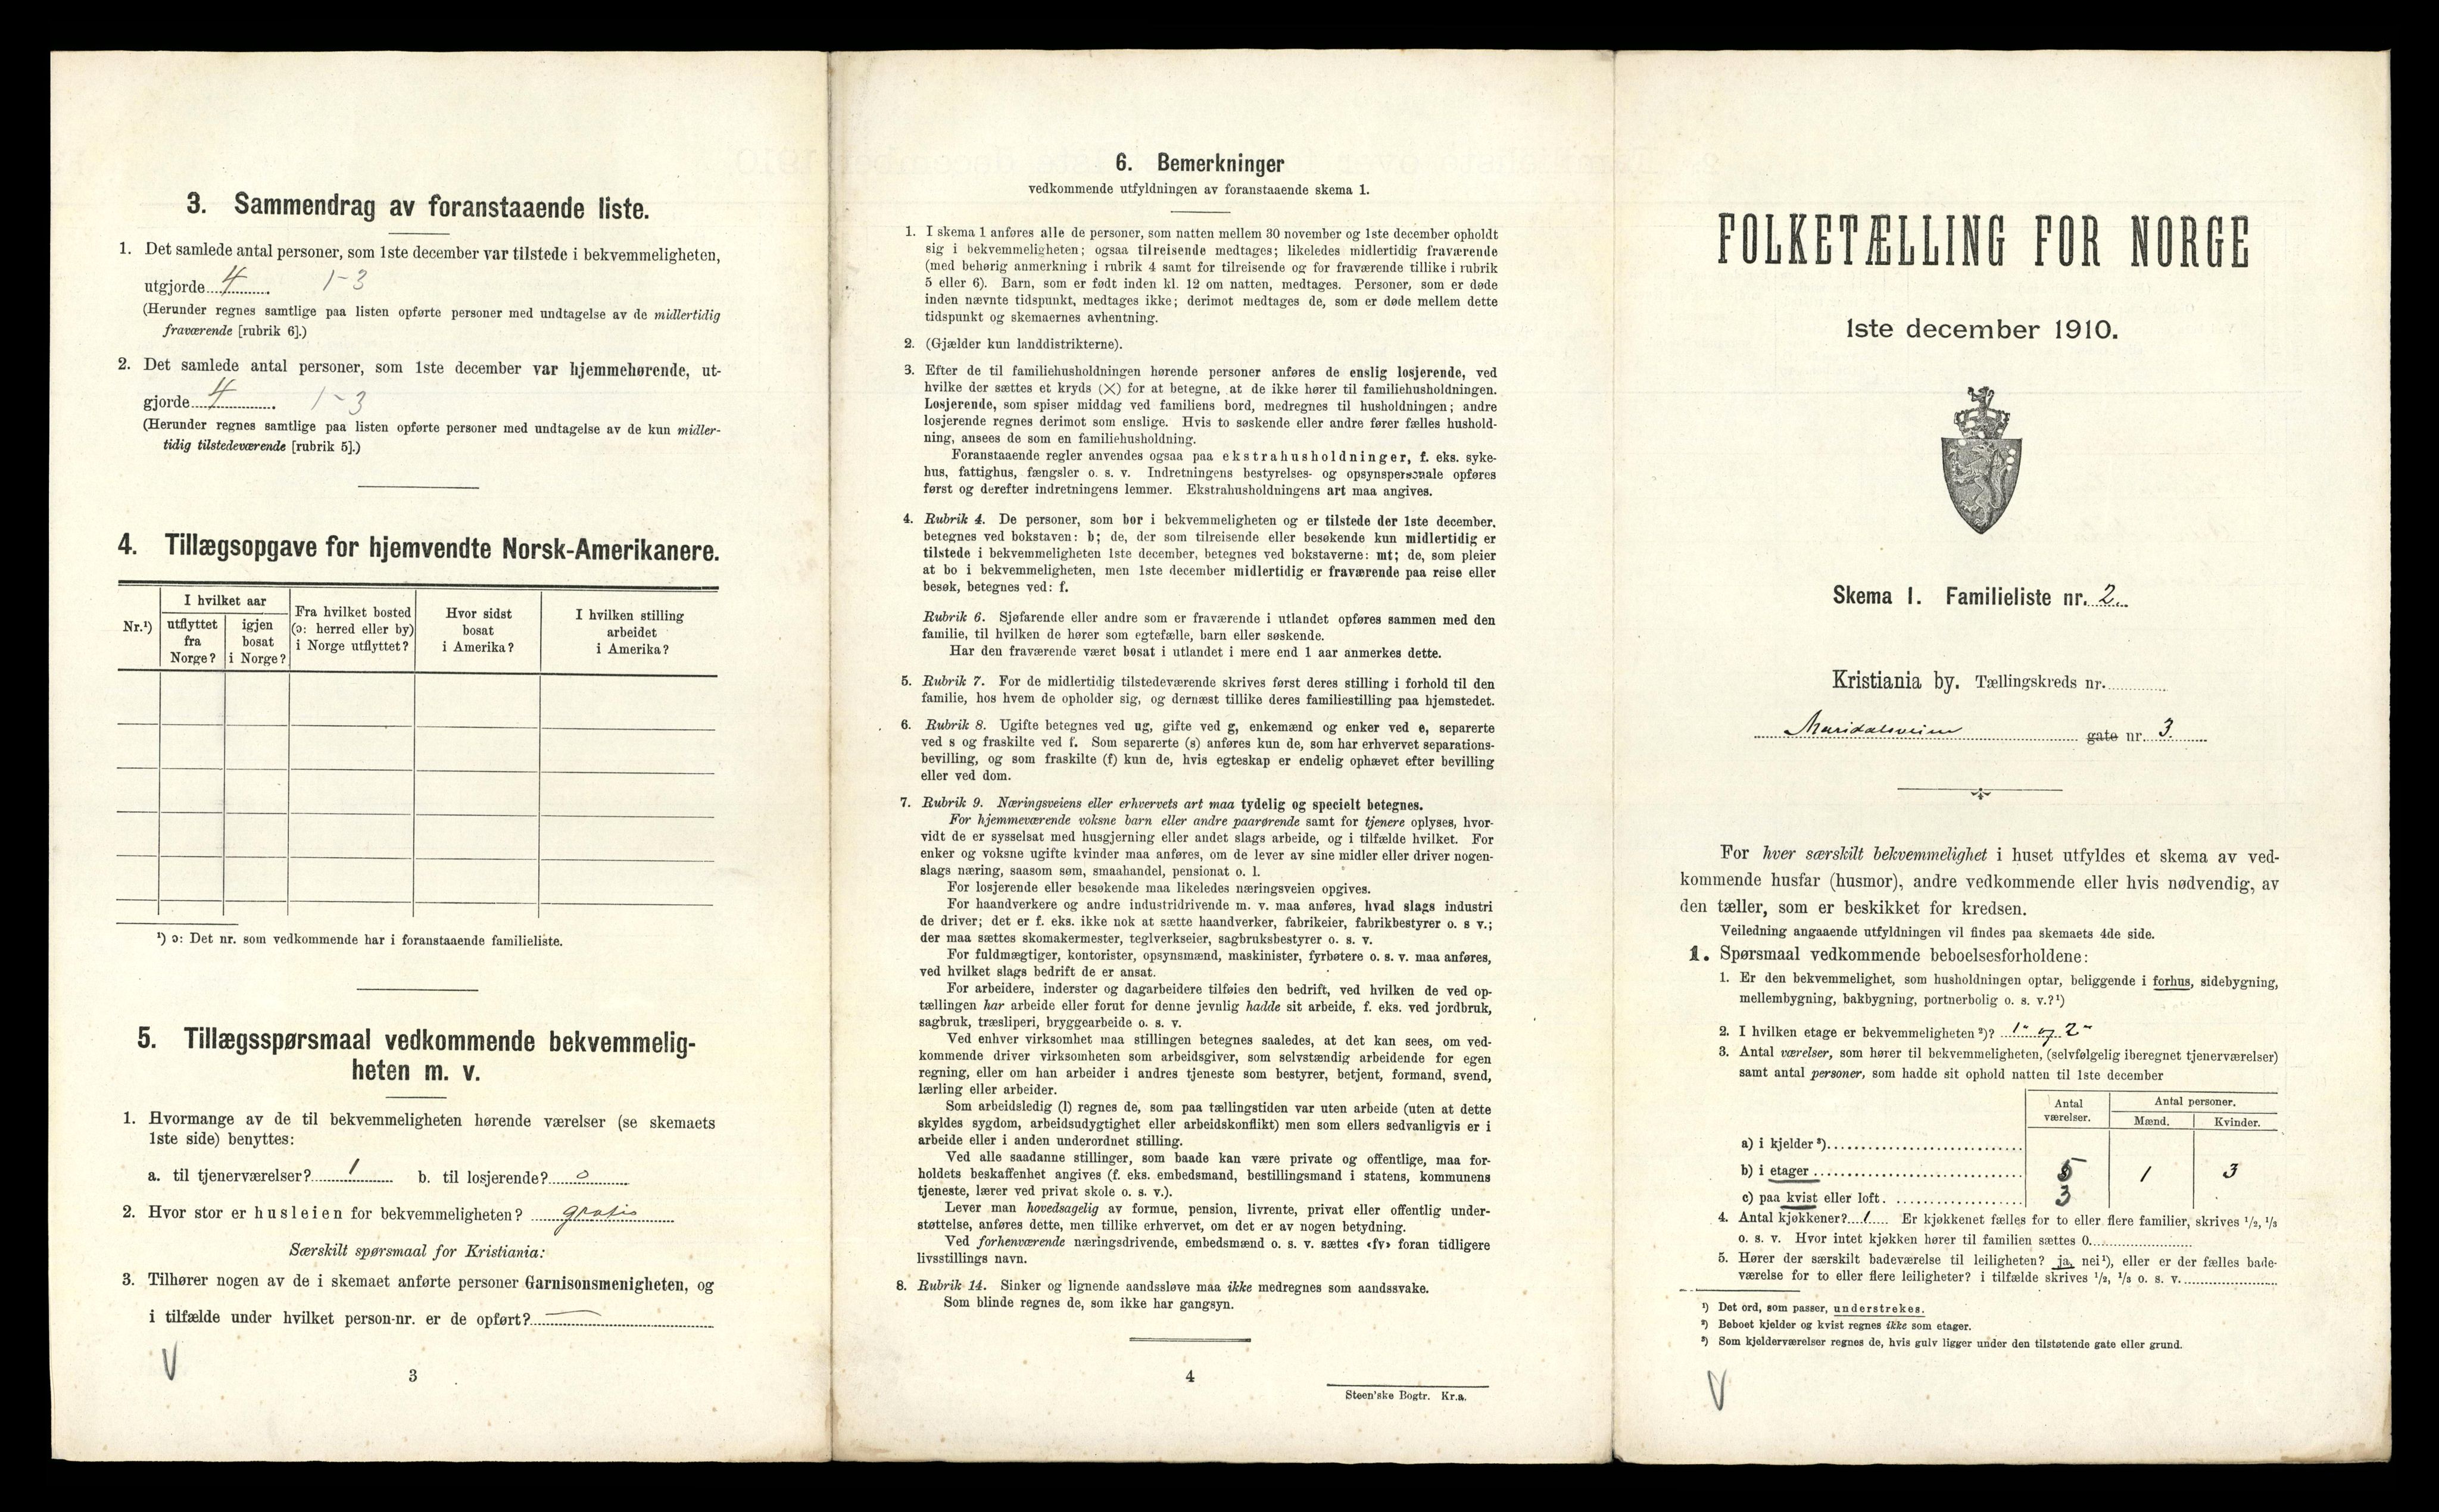 3. Sammendrag av foranstaaende liste.
1. Det samlede antal personer, som 1ste december var tilstede i bekvemmeligheten,
utgjorde 4. 1-3
(Herunder regnes samtlige paa listen opførte personer med undtagelse av de midlertidig
fraværende [rubrik 6].)
2. Det samlede antal personer, som 1ste december var hjemmehørende, ut-
gjorde 4. 1-3
(Herunder regnes samtlige paa listen opførte personer med undtagelse av de kun midler-
tidig tilstedeværende [rubrik 5].)
4. Tillægsopgave for hjemvendte Norsk-Amerikanere.
Nr.¹)
I hvilket aar
utflyttet
fra
Norge?
igjen
bosat
i Norge?
Fra hvilket bosted
(ɔ: herred eller by)
i Norge utflyttet?
Hvor sidst
bosat
i Amerika?
I hvilken stilling
arbeidet
i Amerika?
¹) ɔ: Det nr. som vedkommende har i foranstaaende familieliste.
5. Tillægsspørsmaal vedkommende bekvemmelig-
heten m. v.
1. Hvormange av de til bekvemmeligheten hørende værelser (se skemaets
1ste side) benyttes:
a. til tjenerværelser? 1 b. til losjerende? 0
2. Hvor stor er husleien for bekvemmeligheten? gratis
Særskilt spørsmaal for Kristiania:
3. Tilhører nogen av de i skemaet anførte personer Garnisonsmenigheten, og
i tilfælde under hvilket person-nr. er de opført? —
V
3
6. Bemerkninger
vedkommende utfyldningen av foranstaaende skema 1.
1. I skema 1 anføres alle de personer, som natten mellem 30 november og 1ste december opholdt
sig i bekvemmeligheten; ogsaa tilreisende medtages; likeledes midlertidig fraværende
(med behørig anmerkning i rubrik 4 samt for tilreisende og for fraværende tillike i rubrik
5 eller 6). Barn, som er født inden kl. 12 om natten, medtages. Personer, som er døde
inden nævnte tidspunkt, medtages ikke; derimot medtages de, som er døde mellem dette
tidspunkt og skemaernes avhentning.
2. (Gjælder kun landdistrikterne).
3. Efter de til familiehusholdningen hørende personer anføres de enslig losjerende, ved
hvilke der sættes et kryds (X) for at betegne, at de ikke hører til familiehusholdningen.
Losjerende, som spiser middag ved familiens bord, medregnes til husholdningen; andre
losjerende regnes derimot som enslige. Hvis to søskende eller andre fører fælles hushold-
ning, ansees de som en familiehusholdning.
Foranstaaende regler anvendes ogsaa paa ekstrahusholdninger, f. eks. syke-
hus, fattighus, fængsler o. s. v. Indretningens bestyrelses- og opsynspersonale opføres
først og derefter indretningens lemmer. Ekstrahusholdningens art maa angives.
4. Rubrik 4. De personer, som bor i bekvemmeligheten og er tilstede der 1ste december,
betegnes ved bokstaven: b; de, der som tilreisende eller besøkende kun midlertidig er
tilstede i bekvemmeligheten 1ste december, betegnes ved bokstaverne: mt; de, som pleier
at bo i bekvemmeligheten, men 1ste december midlertidig er fraværende paa reise eller
besøk, betegnes ved: f.
Rubrik 6. Sjøfarende eller andre som er fraværende i utlandet opføres sammen med den
familie, til hvilken de hører som egtefælle, barn eller søskende.
Har den fraværende været bosat i utlandet i mere end 1 aar anmerkes dette.
5. Rubrik 7. For de midlertidig tilstedeværende skrives først deres stilling i forhold til den
familie, hos hvem de opholder sig, og dernæst tillike deres familiestilling paa hjemstedet.
6. Rubrik 8. Ugifte betegnes ved ug, gifte ved g, enkemænd og enker ved e, separerte
ved s og fraskilte ved f. Som separerte (s) anføres kun de, som har erhvervet separations-
bevilling, og som fraskilte (f) kun de, hvis egteskap er endelig ophævet efter bevilling
eller ved dom.
7. Rubrik 9. Næringsveiens eller erhvervets art maa tydelig og specielt betegnes.
For hjemmeværende voksne barn eller andre paarørende samt for tjenere oplyses, hvor-
vidt de er sysselsat med husgjerning eller andet slags arbeide, og i tilfælde hvilket. For
enker og voksne ugifte kvinder maa anføres, om de lever av sine midler eller driver nogen-
slags næring, saasom søm, smaahandel, pensionat o. l.
For losjerende eller besøkende maa likeledes næringsveien opgives.
For haandverkere og andre industridrivende m. v. maa anføres, hvad slags industri
de driver; det er f. eks. ikke nok at sætte haandverker, fabrikeier, fabrikbestyrer o. s v.;
der maa sættes skomakermester, teglverkseier, sagbruksbestyrer o. s. v.
For fuldmægtiger, kontorister, opsynsmænd, maskinister, fyrbøtere o. s. v. maa anføres,
ved hvilket slags bedrift de er ansat.
For arbeidere, inderster og dagarbeidere tilføies den bedrift, ved hvilken de ved op-
tællingen har arbeide eller forut for denne jevnlig hadde sit arbeide, f. eks. ved jordbruk,
sagbruk, træsliperi, bryggearbeide o. s. v.
Ved enhver virksomhet maa stillingen betegnes saaledes, at det kan sees, om ved-
kommende driver virksomheten som arbeidsgiver, som selvstændig arbeidende for egen
regning, eller om han arbeider i andres tjeneste som bestyrer, betjent, formand, svend,
lærling eller arbeider.
Som arbeidsledig (l) regnes de, som paa tællingstiden var uten arbeide (uten at dette
skyldes sygdom, arbeidsudygtighet eller arbeidskonflikt) men som ellers sedvanligvis er i
arbeide eller i anden underordnet stilling.
Ved alle saadanne stillinger, som baade kan være private og offentlige, maa for-
holdets beskaffenhet angives (f. eks. embedsmand, bestillingsmand i statens, kommunens
tjeneste, lærer ved privat skole o. s. v.).
Lever man hovedsagelig av formue, pension, livrente, privat eller offentlig under-
støttelse, anføres dette, men tillike erhvervet, om det er av nogen betydning.
Ved forhenværende næringsdrivende, embedsmænd o. s. v. sættes «fv» foran tidligere
livsstillings navn.
8. Rubrik 14. Sinker og lignende aandssløve maa ikke medregnes som aandssvake.
Som blinde regnes de, som ikke har gangsyn.
4
Steen'ske Bogtr. Kr.a.
FOLKETÆLLING FOR NORGE
1ste december 1910.
Skema 1. Familieliste nr. 2.
Kristiania by. Tællingskreds nr.
Maridalsveien gate nr. 3.
For hver særskilt bekvemmelighet i huset utfyldes et skema av ved-
kommende husfar (husmor), andre vedkommende eller hvis nødvendig, av
den tæller, som er beskikket for kredsen.
Veiledning angaaende utfyldningen vil findes paa skemaets 4de side.
1. Spørsmaal vedkommende beboelsesforholdene:
1. Er den bekvemmelighet, som husholdningen optar, beliggende i forhus, sidebygning,
mellembygning, bakbygning, portnerbolig o. s. v.?¹)
2. I hvilken etage er bekvemmeligheten²)? 1" og 2"
3. Antal værelser, som hører til bekvemmeligheten, (selvfølgelig iberegnet tjenerværelser)
samt antal personer, som hadde sit ophold natten til 1ste december
Antal
værelser.
Antal personer.
Mænd. Kvinder.
a) i kjelder³)
b) i etager 5 1 3
c) paa kvist eller loft. 3
4. Antal kjøkkener? 1 Er kjøkkenet fælles for to eller flere familier, skrives 1/2, 1/3
o. s. v. Hvor intet kjøkken hører til familien sættes 0.
5. Hører der særskilt badeværelse til leiligheten? ja, nei¹), eller er der fælles bade-
værelse for to eller flere leiligheter? i tilfælde skrives 1/2, 1/3 o. s. v.
¹) Det ord, som passer, understrekes.
²) Beboet kjelder og kvist regnes ikke som etager.
³) Som kjelderværelser regnes de, hvis gulv ligger under den tilstøtende gate eller grund.
V